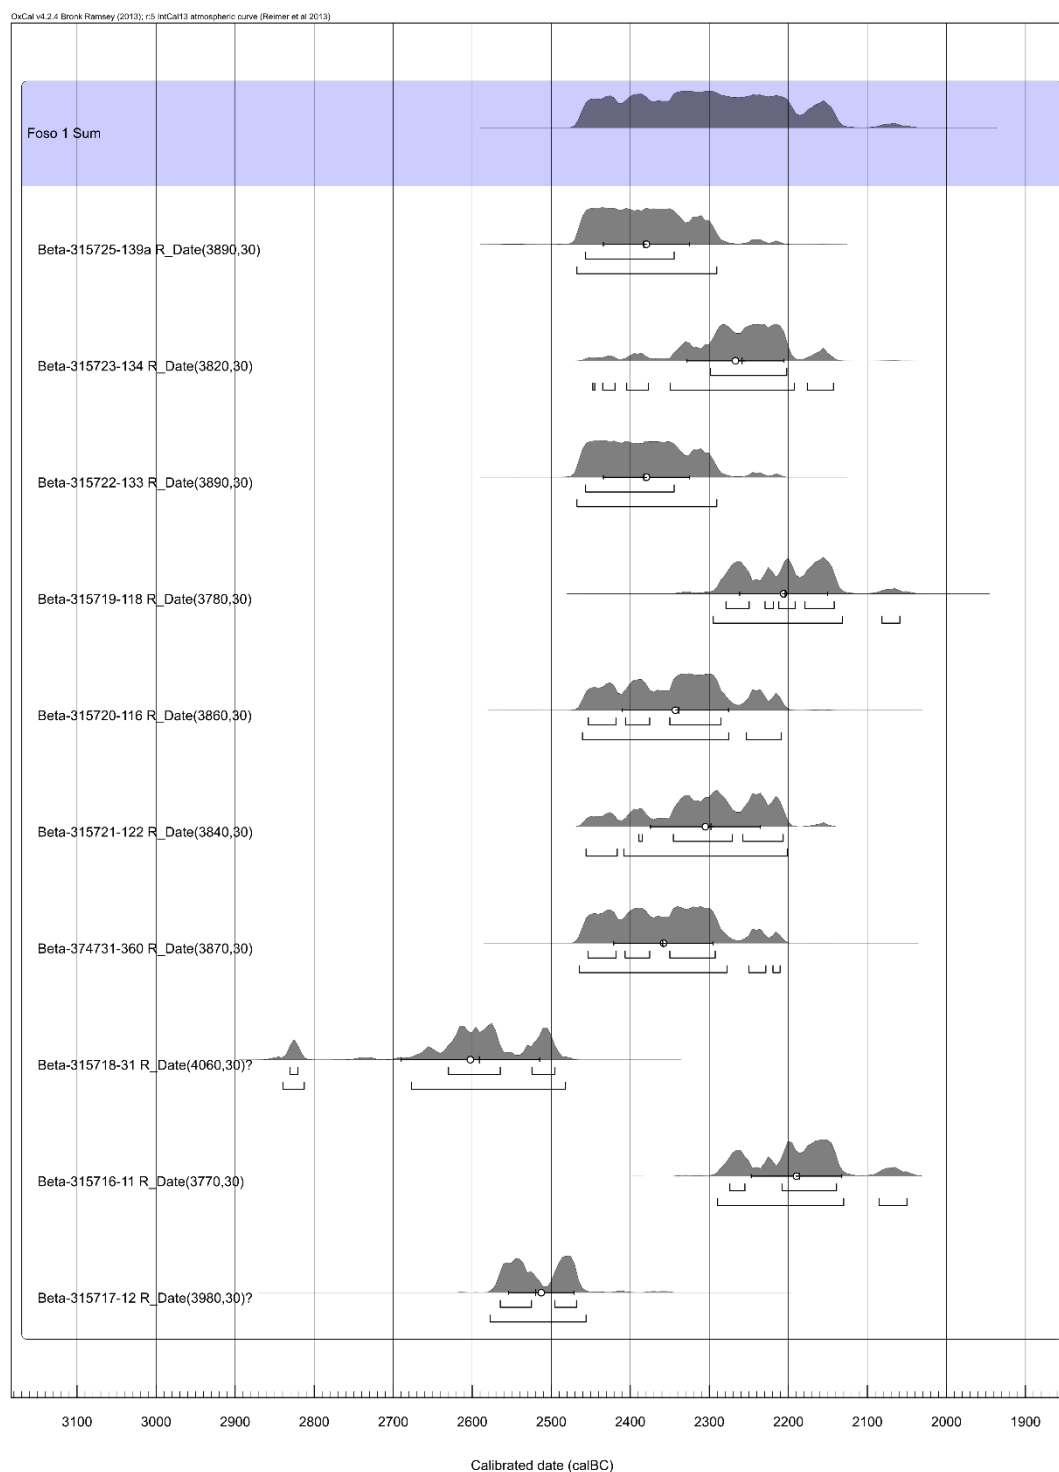 OxCal v4.2.4 Bronk Ramsey (2013); r:5 IntCal13 atmospheric curve (Reimer et al 2013)
Foso 1 Sum
Beta-315725-139a R_Date(3890,30)
Beta-315723-134 R_Date(3820,30)
Beta-315722-133 R_Date(3890,30)
Beta-315719-118 R_Date(3780,30)
Beta-315720-116 R_Date(3860,30)
Beta-315721-122 R_Date(3840,30)
Beta-374731-360 R_Date(3870,30)
Beta-315718-31 R_Date(4060,30)?
Beta-315716-11 R_Date(3770,30)
Beta-315717-12 R_Date(3980,30)?
3100 3000 2900 2800 2700 2600 2500 2400 2300 2200 2100 2000 1900
Calibrated date (calBC)